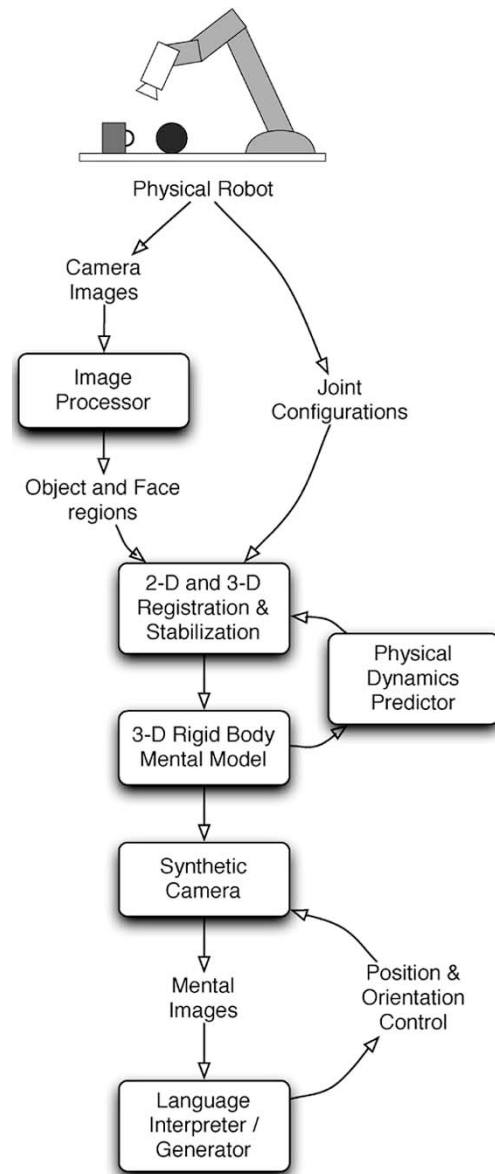 Physical Robot
Camera
Images
Image
Processor
Joint
Configurations
Object and Face
regions
2-D and 3-D
Registration &
Stabilization
Physical
Dynamics
Predictor
3-D Rigid Body
Mental Model
Synthetic
Camera
Mental
Images
Position &
Orientation
Control
Language
Interpreter /
Generator